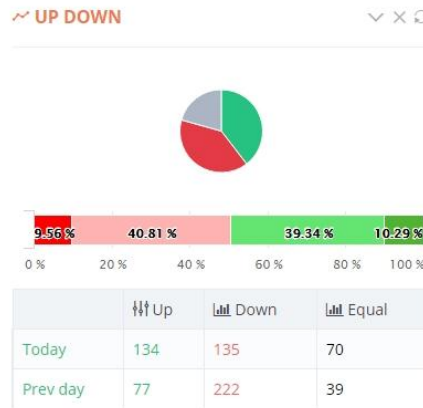 UP DOWN
9.56 % 40.81 % 39.34 % 10.29 %
0 % 20 % 40 % 60 % 80 % 100 %
Up Down Equal
Today 134 135 70
Prev day 77 222 39